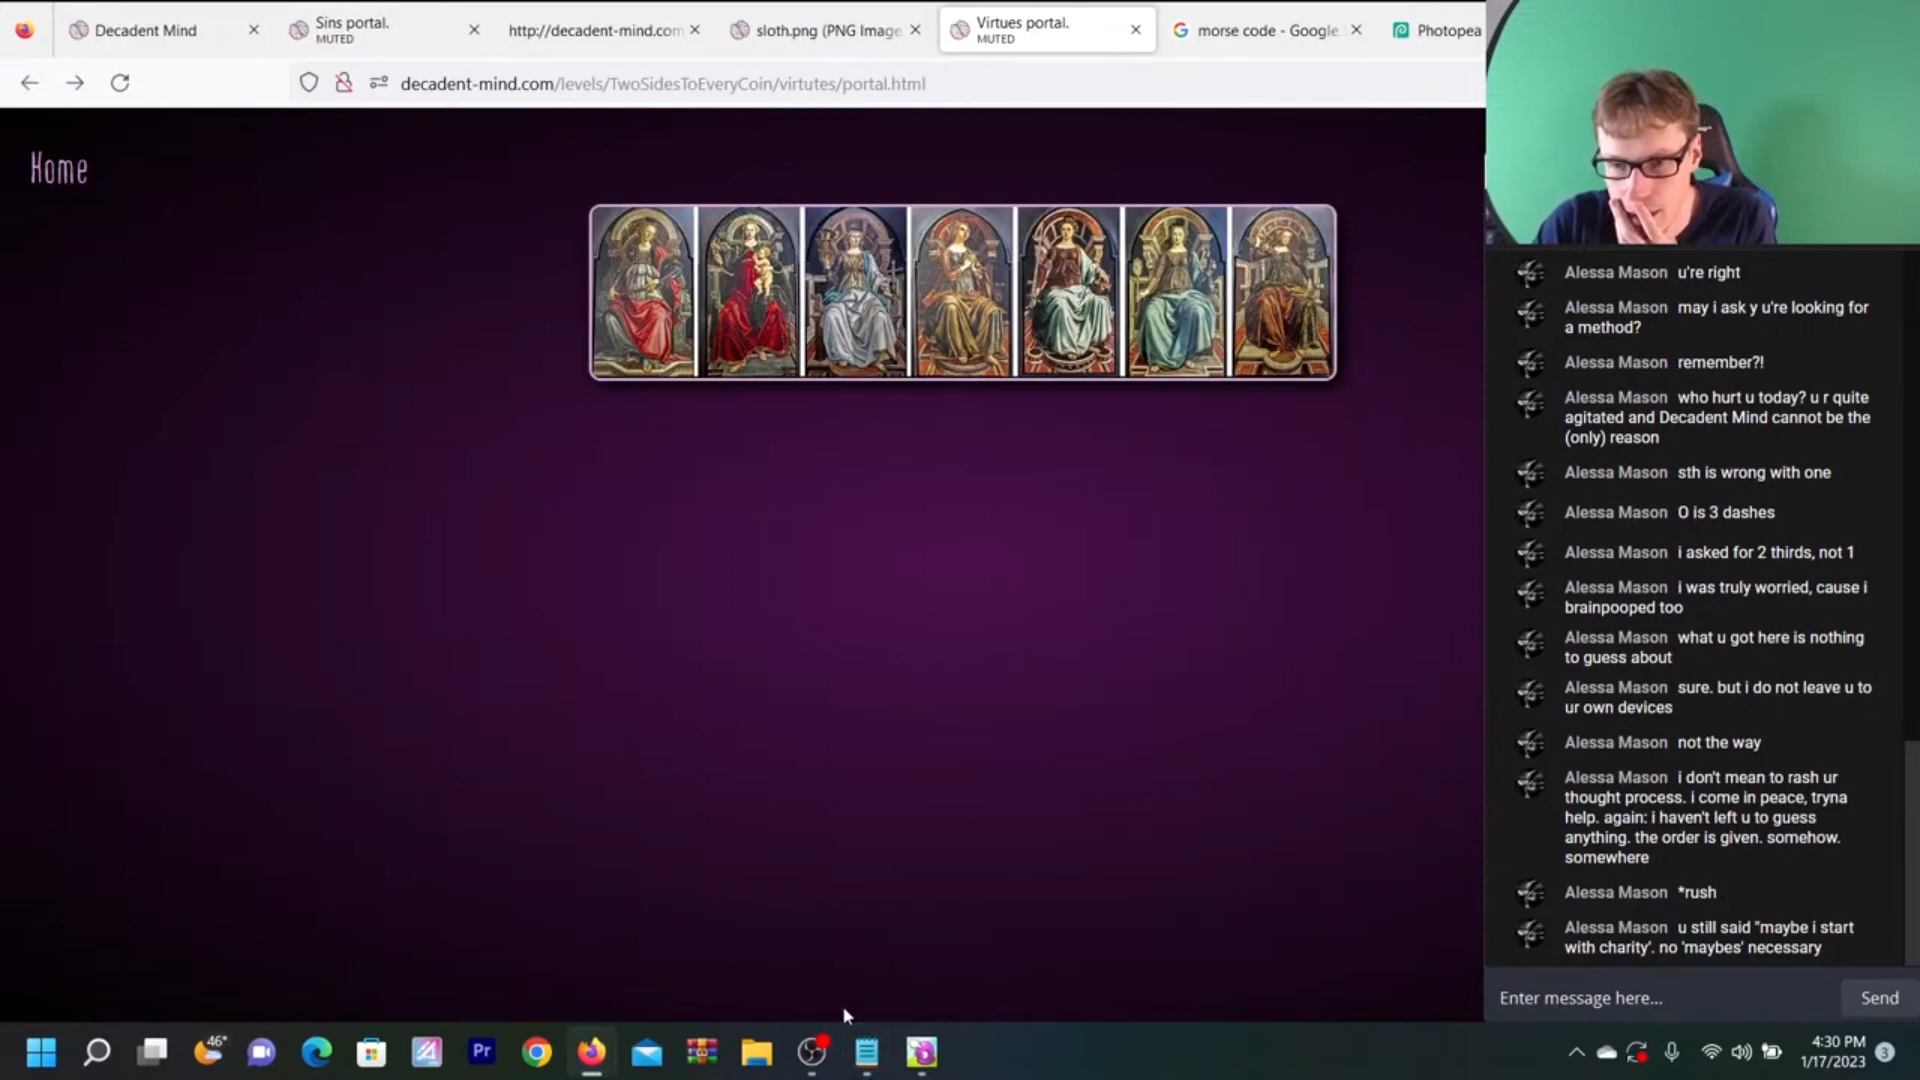 Decadent Mind
Sins portal.
MUTED
http://decadent-mind.com
sloth.png (PNG Image
Virtues portal.
MUTED
morse code - Google
Photopea
decadent-mind.com/levels/TwoSidesToEveryCoin/virtutes/portal.html
Home
Alessa Mason u're right
Alessa Mason may i ask y u're looking for
a method?
Alessa Mason remember?!
Alessa Mason who hurt u today? u r quite
agitated and Decadent Mind cannot be the
(only) reason
Alessa Mason sth is wrong with one
Alessa Mason O is 3 dashes
Alessa Mason i asked for 2 thirds, not 1
Alessa Mason i was truly worried, cause i
brainpooped too
Alessa Mason what u got here is nothing
to guess about
Alessa Mason sure. but i do not leave u to
ur own devices
Alessa Mason not the way
Alessa Mason i don't mean to rash ur
thought process. i come in peace, tryna
help. again: i haven't left u to guess
anything. the order is given. somehow.
somewhere
Alessa Mason *rush
Alessa Mason u still said "maybe i start
with charity'. no 'maybes' necessary
Enter message here...
Send
46°
Pr
4:30 PM
1/17/2023
3